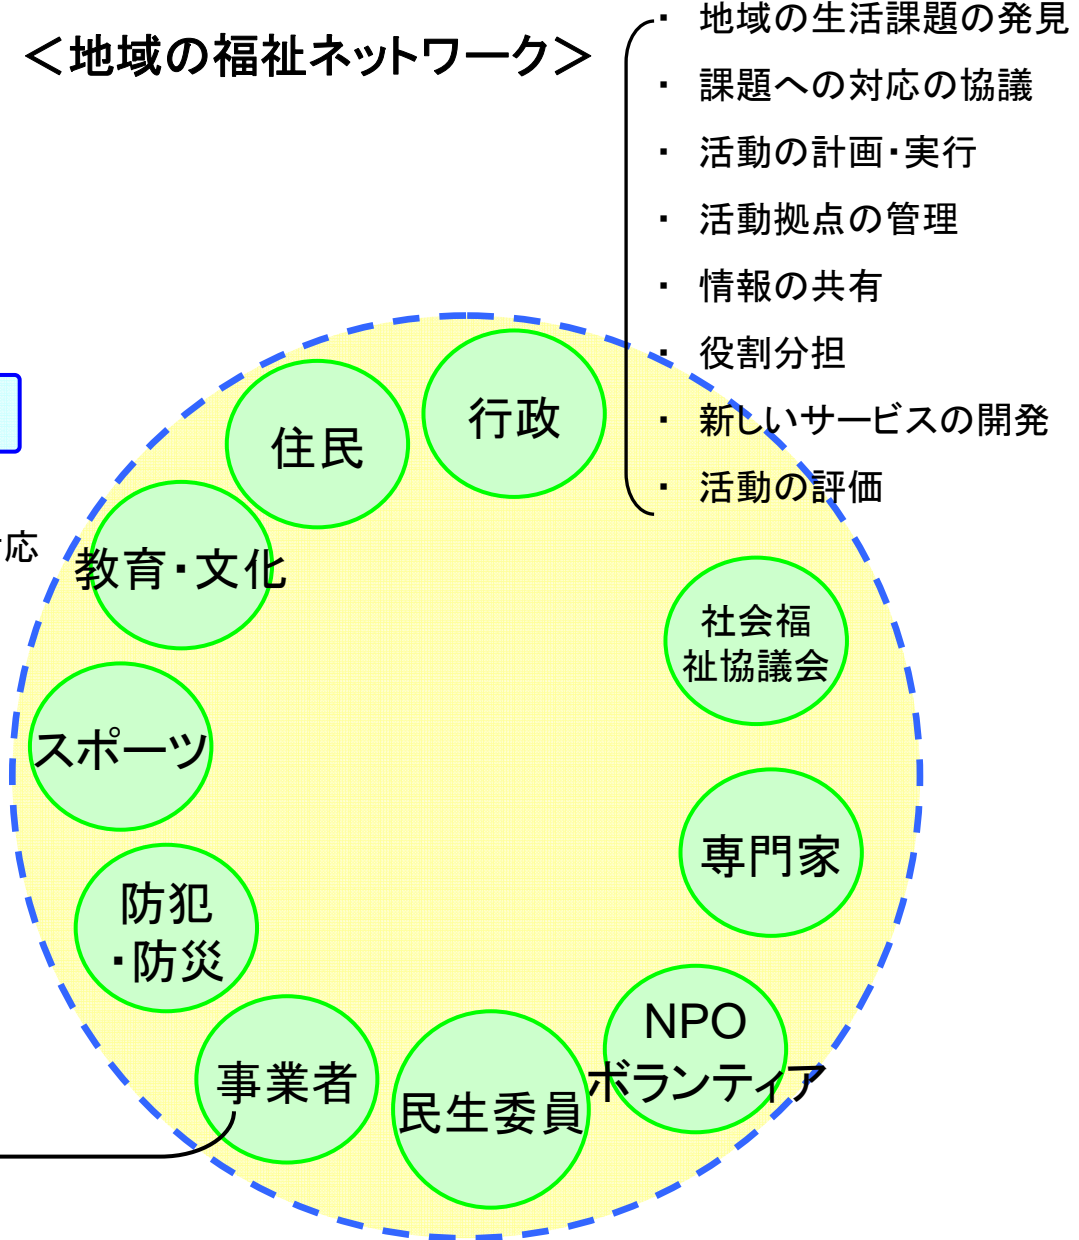 ＜地域の福祉ネットワーク＞
・ 地域の生活課題の発見
・ 課題への対応の協議
・ 活動の計画・実行
・ 活動拠点の管理
・ 情報の共有
・ 役割分担
・ 新しいサービスの開発
・ 活動の評価
行政
住民
応
教育・文化
社会福
祉協議会
スポーツ
専門家
防犯
・防災
NPO
ボランティア
事業者
民生委員